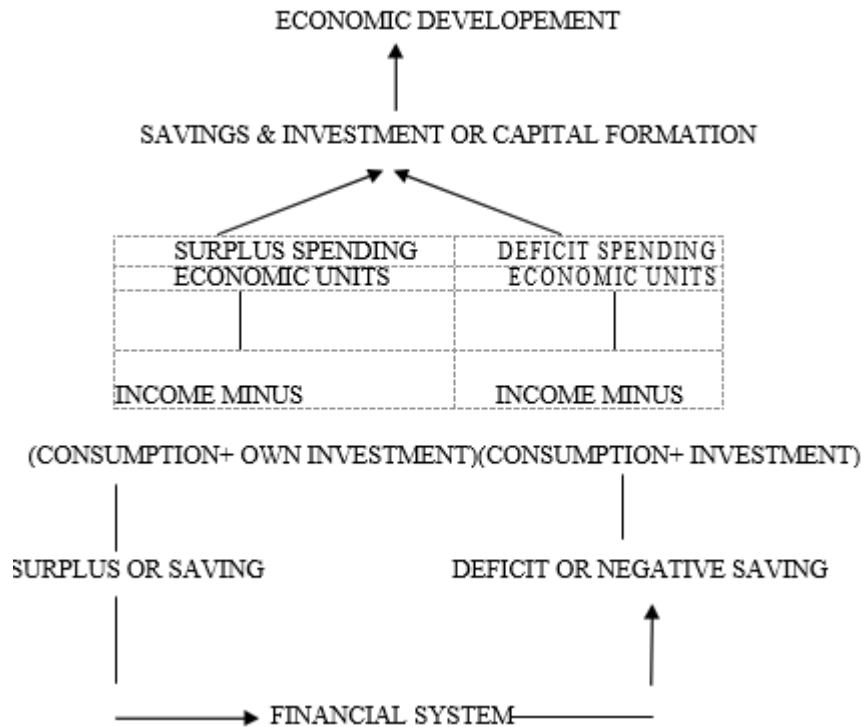 ECONOMIC DEVELOPEMENT
SAVINGS & INVESTMENT OR CAPITAL FORMATION
SURPLUS SPENDING DEFICIT SPENDING
ECONOMIC UNITS ECONOMIC UNITS
INCOME MINUS INCOME MINUS
(CONSUMPTION+ OWN INVESTMENT)(CONSUMPTION+ INVESTMENT)
SURPLUS OR SAVING DEFICIT OR NEGATIVE SAVING
FINANCIAL SYSTEM